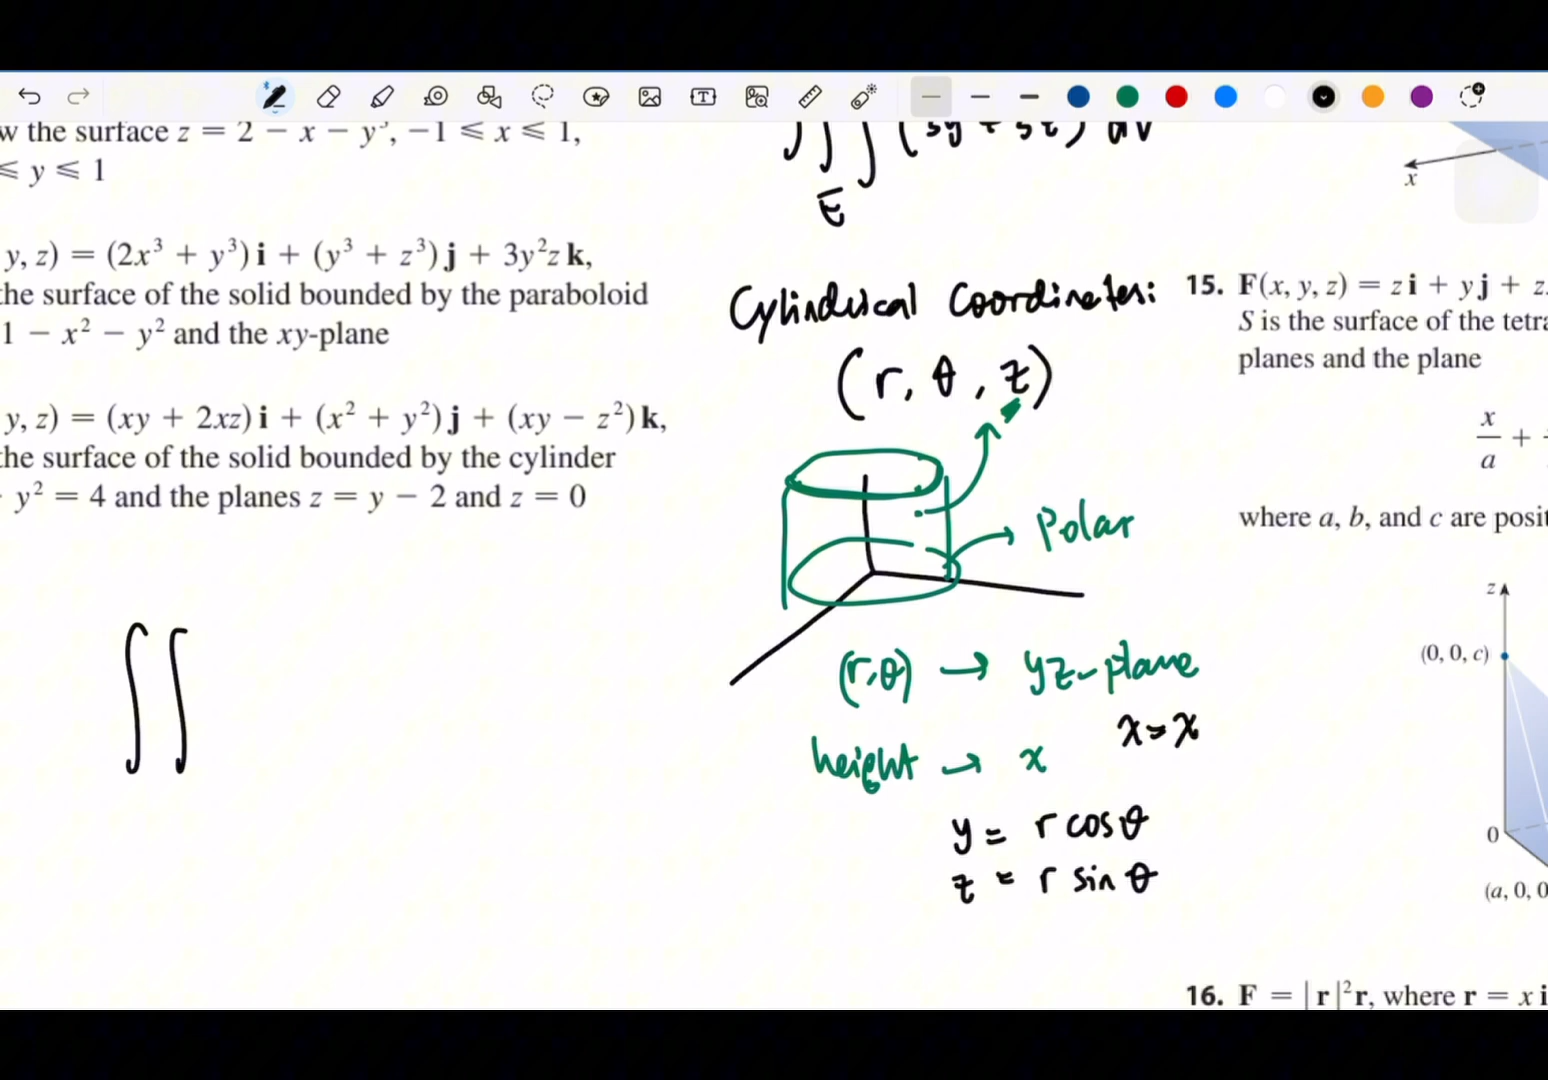 w the surface z = 2 − x − y³, −1 ⩽ x ⩽ 1,
⩽ y ⩽ 1
y, z) = (2x³ + y³) i + (y³ + z³) j + 3y²z k,
he surface of the solid bounded by the paraboloid
1 − x² − y² and the xy-plane
y, z) = (xy + 2xz) i + (x² + y²) j + (xy − z²) k,
he surface of the solid bounded by the cylinder
y² = 4 and the planes z = y − 2 and z = 0
∫∫
∫∫∫ dV
E
Cylindrical Coordinates:
(r, θ, z)
Polar
(r,θ) → yz-plane
x = x
height → x
y = r cos θ
z = r sin θ
x
15. F(x, y, z) = z i + y j + z
S is the surface of the tetra
planes and the plane
x/a +
where a, b, and c are posit
z
(0, 0, c)
0
(a, 0, 0
16. F = |r|²r, where r = x i